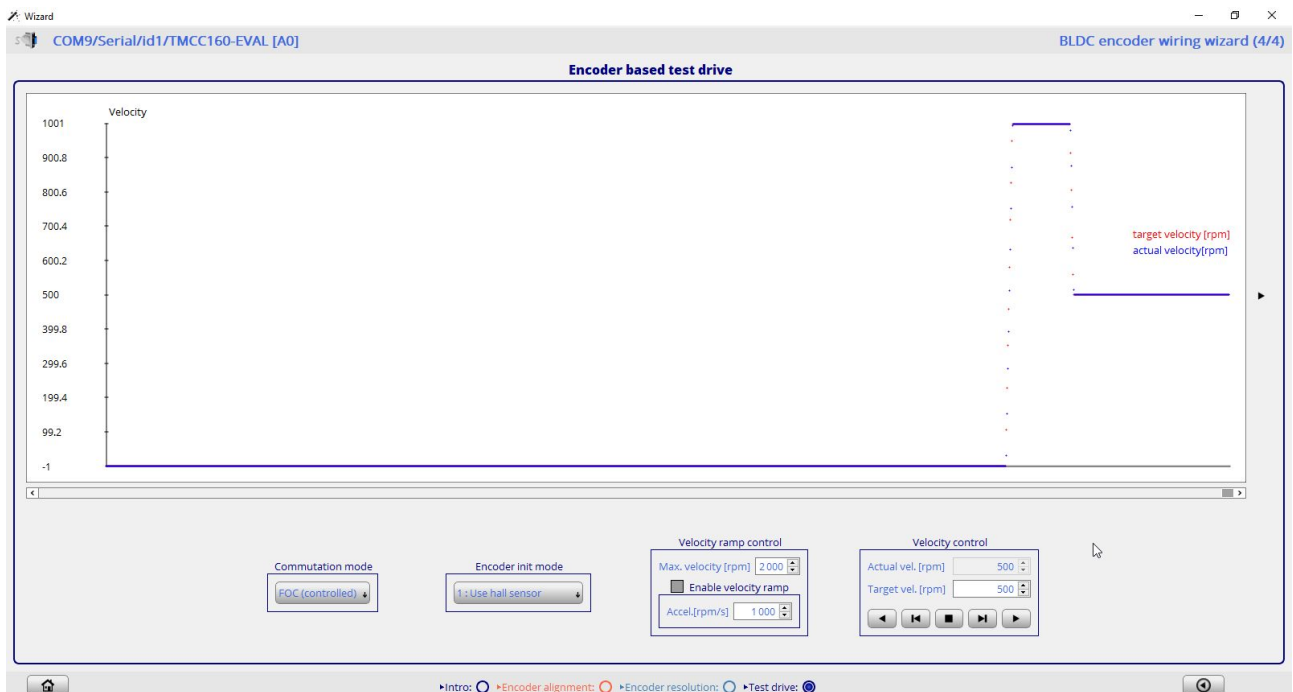 Wizard
COM9/Serial/id1/TMCC160-EVAL [A0]
BLDC encoder wiring wizard (4/4)
Encoder based test drive
Velocity
1001
900.8
800.6
700.4
600.2
500
399.8
299.6
199.4
99.2
-1
target velocity [rpm]
actual velocity[rpm]
Commutation mode
FOC (controlled)
Encoder init mode
1 : Use hall sensor
Velocity ramp control
Max. velocity [rpm] 2000
Enable velocity ramp
Accel.[rpm/s] 1000
Velocity control
Actual vel. [rpm] 500
Target vel. [rpm] 500
Intro: Encoder alignment: Encoder resolution: Test drive: